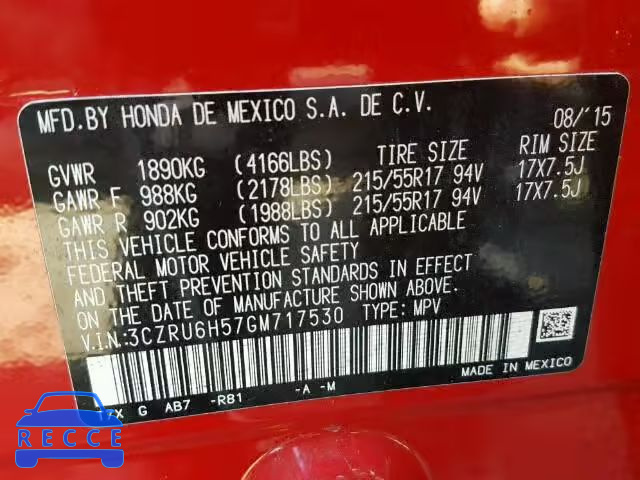 MFD.BY HONDA DE MEXICO S.A. DE C.V. 08/'15
GVWR 1890KG (4166LBS) TIRE SIZE RIM SIZE
GAWR F 988KG (2178LBS) 215/55R17 94V 17X7.5J
GAWR R 902KG (1988LBS) 215/55R17 94V 17X7.5J
THIS VEHICLE CONFORMS TO ALL APPLICABLE
FEDERAL MOTOR VEHICLE SAFETY
AND THEFT PREVENTION STANDARDS IN EFFECT
ON THE DATE OF MANUFACTURE SHOWN ABOVE.
V.I.N.:3CZRU6H57GM717530 TYPE: MPV
MADE IN MEXICO
G AB7 -R81 -A -M
RECCE